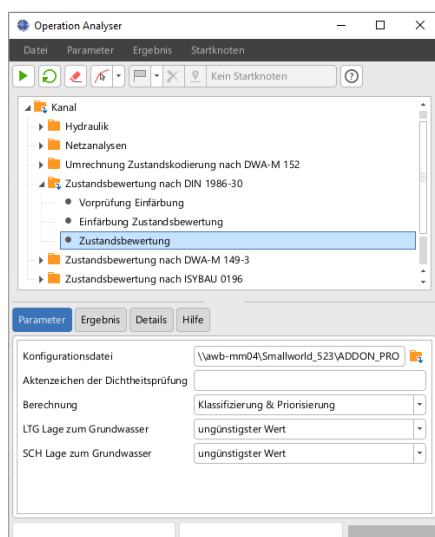 Operation Analyser
Datei Parameter Ergebnis Startknoten
Kein Startknoten
Kanal
Hydraulik
Netzanalysen
Umrechnung Zustandskodierung nach DWA-M 152
Zustandsbewertung nach DIN 1986-30
Vorprüfung Einfärbung
Einfärbung Zustandsbewertung
Zustandsbewertung
Zustandsbewertung nach DWA-M 149-3
Zustandsbewertung nach ISYBAU 0196
Parameter Ergebnis Details Hilfe
Konfigurationsdatei \\awb-mm04\Smallworld_523\ADDON_PRO
Aktenzeichen der Dichtheitsprüfung
Berechnung Klassifizierung & Priorisierung
LTG Lage zum Grundwasser ungünstigster Wert
SCH Lage zum Grundwasser ungünstigster Wert